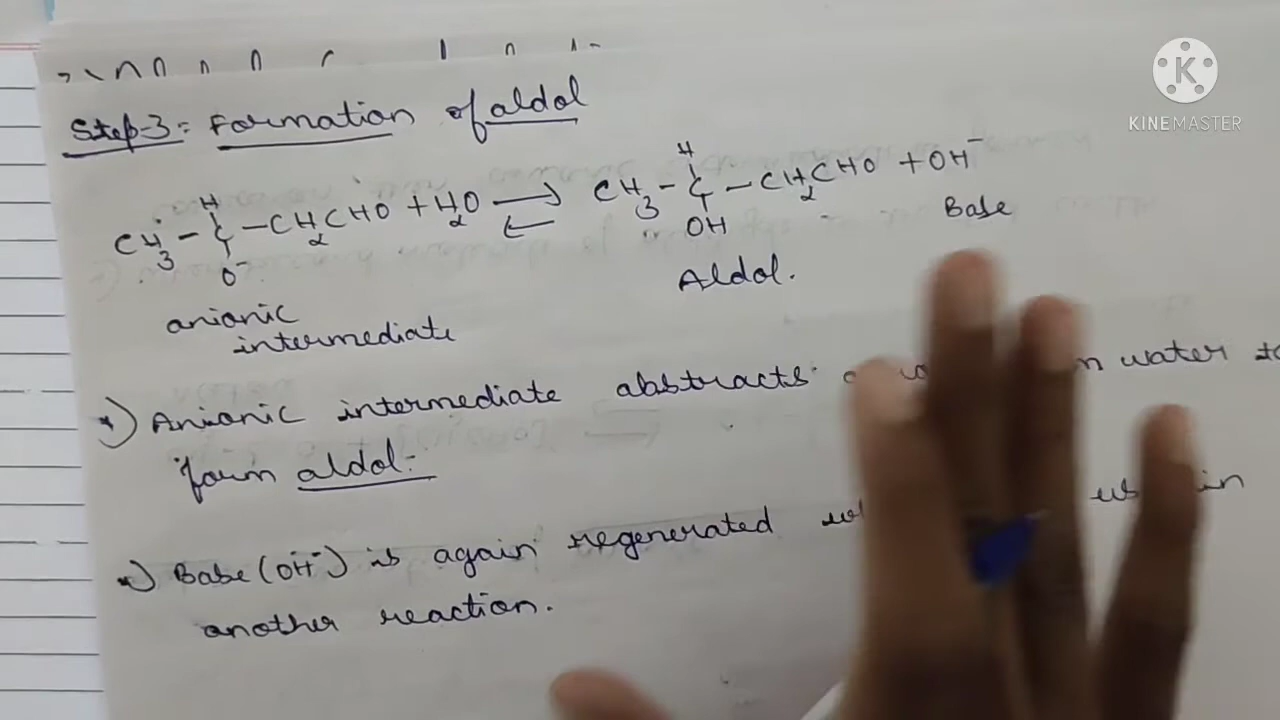 KINEMASTER
Step-3: Formation of aldol
H H
CH3 - C - CH2CHO + H2O ⇌ CH3 - C - CH2CHO + OH⁻
O⁻ OH Base
Aldol.
anionic
intermediate
*) Anionic intermediate abstracts water to
form aldol:-
*) Base (OH⁻) is again regenerated in
another reaction.